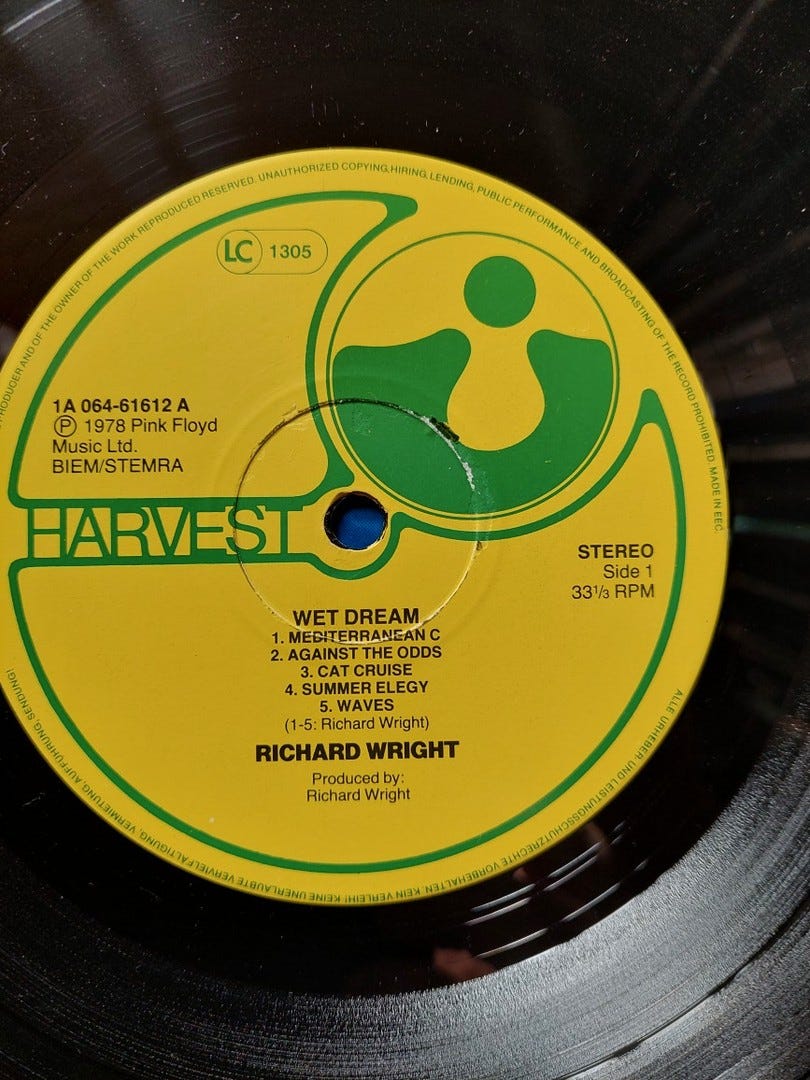 PRODUCER AND OF THE OWNER OF THE WORK REPRODUCED RESERVED. UNAUTHORIZED COPYING, HIRING, LENDING, PUBLIC PERFORMANCE AND BROADCASTING OF THE RECORD PROHIBITED. MADE IN EEC.
LC 1305
1A 064-61612 A
Ⓟ 1978 Pink Floyd
Music Ltd.
BIEM/STEMRA
HARVEST
STEREO
Side 1
33 1/3 RPM
WET DREAM
1. MEDITERRANEAN C
2. AGAINST THE ODDS
3. CAT CRUISE
4. SUMMER ELEGY
5. WAVES
(1-5: Richard Wright)
RICHARD WRIGHT
Produced by:
Richard Wright
ALLE URHEBER- UND LEISTUNGSSCHUTZRECHTE VORBEHALTEN. KEIN VERLEIH! KEINE UNERLAUBTE VERVIELFÄLTIGUNG, VERMIETUNG, AUFFÜHRUNG, SENDUNG!